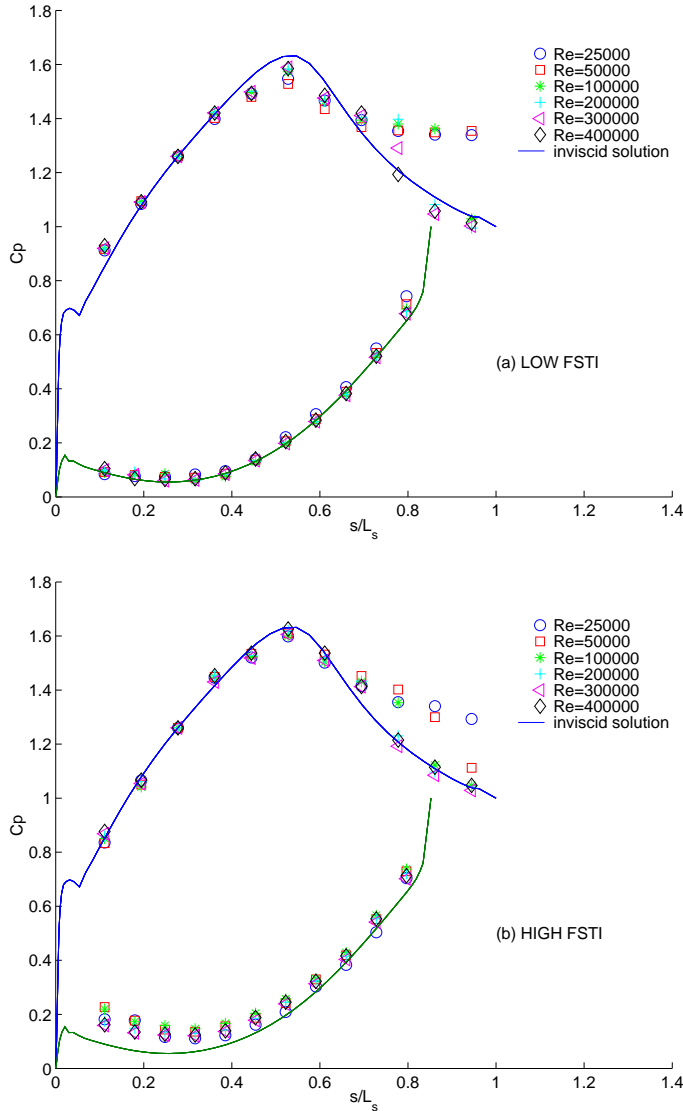 1.8
1.6
1.4
1.2
1
0.8
0.6
0.4
0.2
0
Cp
Re=25000
Re=50000
Re=100000
Re=200000
Re=300000
Re=400000
inviscid solution
(a) LOW FSTI
0 0.2 0.4 0.6 0.8 1 1.2 1.4
s/Ls
1.8
1.6
1.4
1.2
1
0.8
0.6
0.4
0.2
0
Cp
Re=25000
Re=50000
Re=100000
Re=200000
Re=300000
Re=400000
inviscid solution
(b) HIGH FSTI
0 0.2 0.4 0.6 0.8 1 1.2 1.4
s/Ls